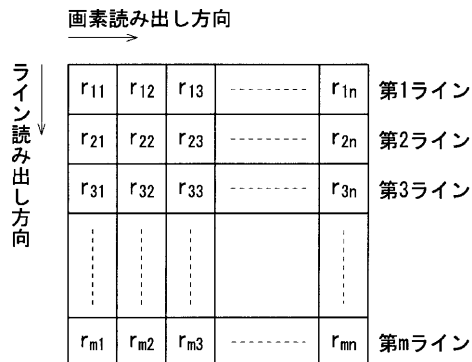 画素読み出し方向
ライン読み出し方向
r11 r12 r13 r1n 第1ライン
r21 r22 r23 r2n 第2ライン
r31 r32 r33 r3n 第3ライン
rm1 rm2 rm3 rmn 第mライン